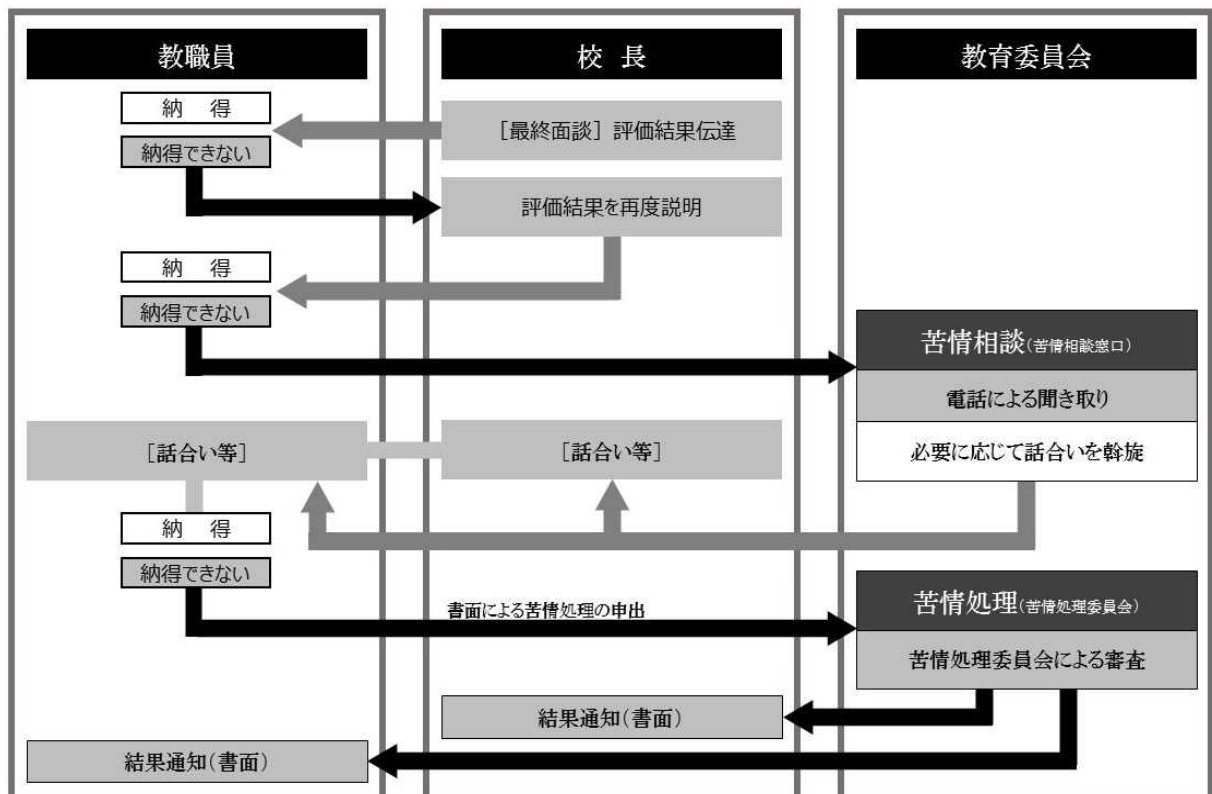 教職員
校 長
教育委員会
納 得
［最終面談］評価結果伝達
納得できない
評価結果を再度説明
納 得
納得できない
苦情相談(苦情相談窓口)
電話による聞き取り
必要に応じて話合いを斡旋
［話合い等］
［話合い等］
納 得
納得できない
書面による苦情処理の申出
苦情処理(苦情処理委員会)
苦情処理委員会による審査
結果通知(書面)
結果通知(書面)